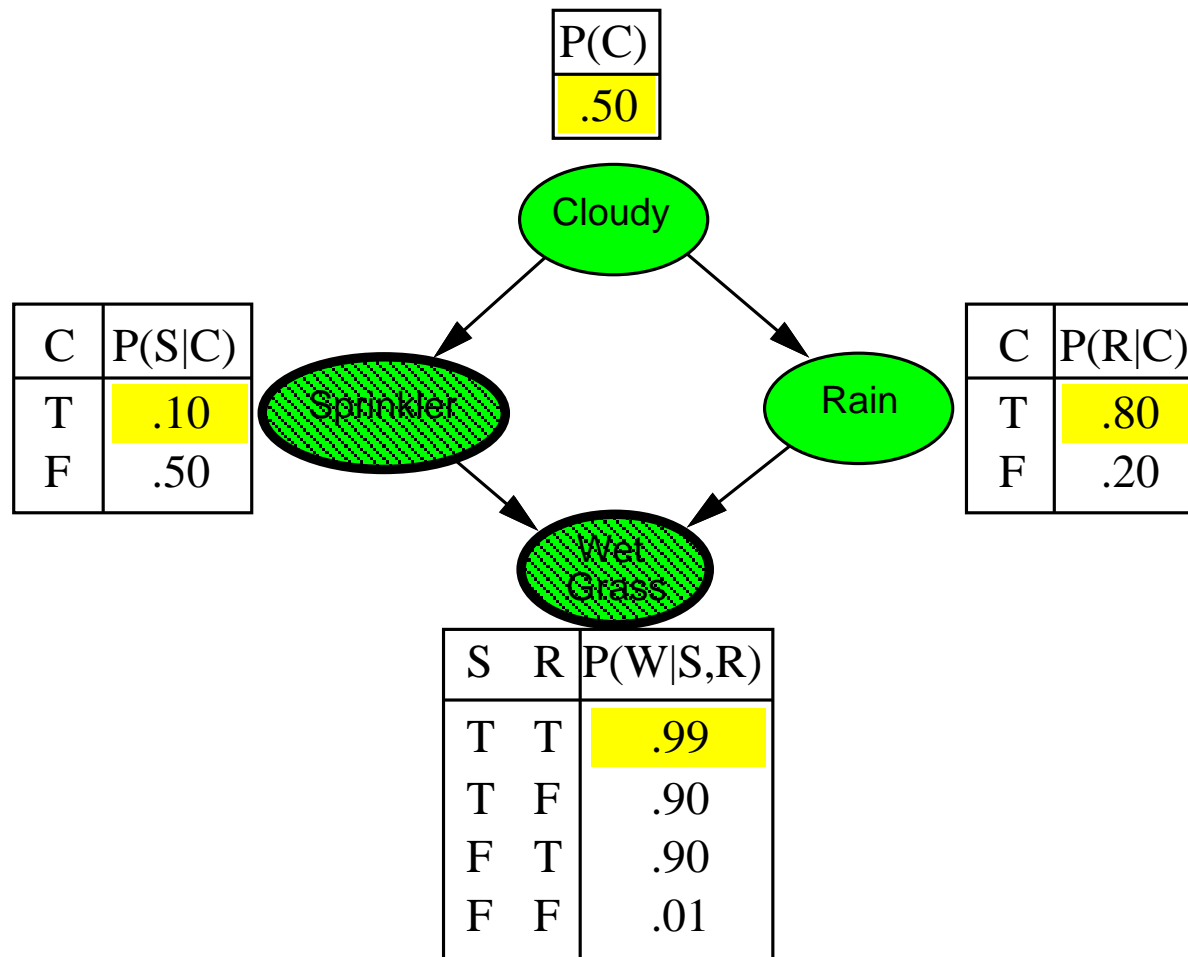 P(C)
.50
Cloudy
C P(S|C)
T .10
F .50
Sprinkler
Rain
C P(R|C)
T .80
F .20
Wet
Grass
S R P(W|S,R)
T T .99
T F .90
F T .90
F F .01